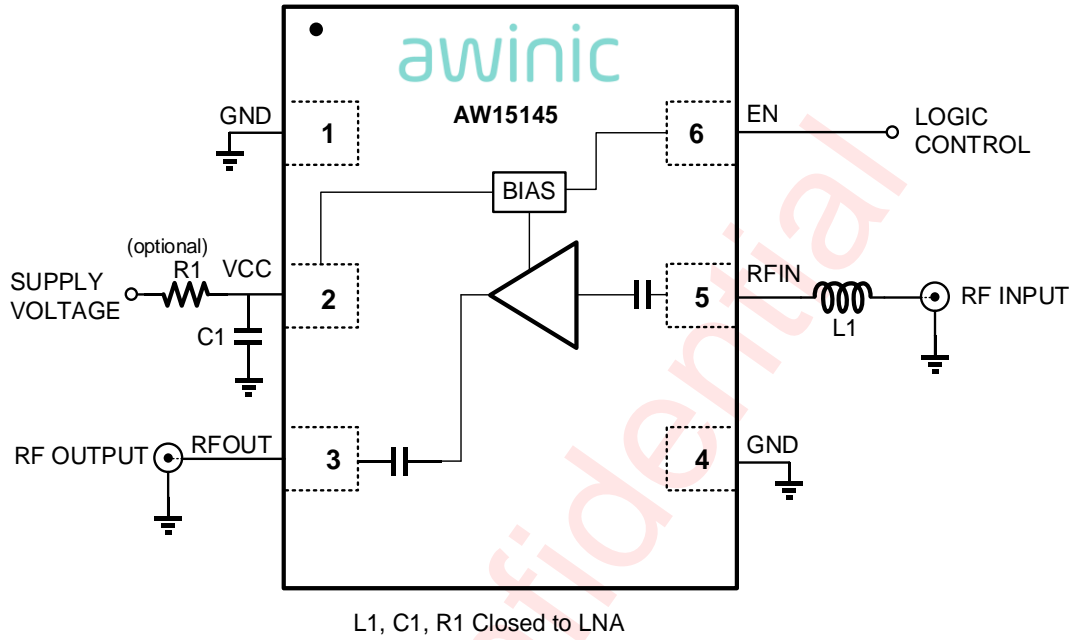 awinic
AW15145
GND
1
6
EN
LOGIC
CONTROL
BIAS
(optional)
R1
VCC
SUPPLY
VOLTAGE
2
C1
5
RFIN
L1
RF INPUT
RF OUTPUT
RFOUT
3
4
GND
L1, C1, R1 Closed to LNA